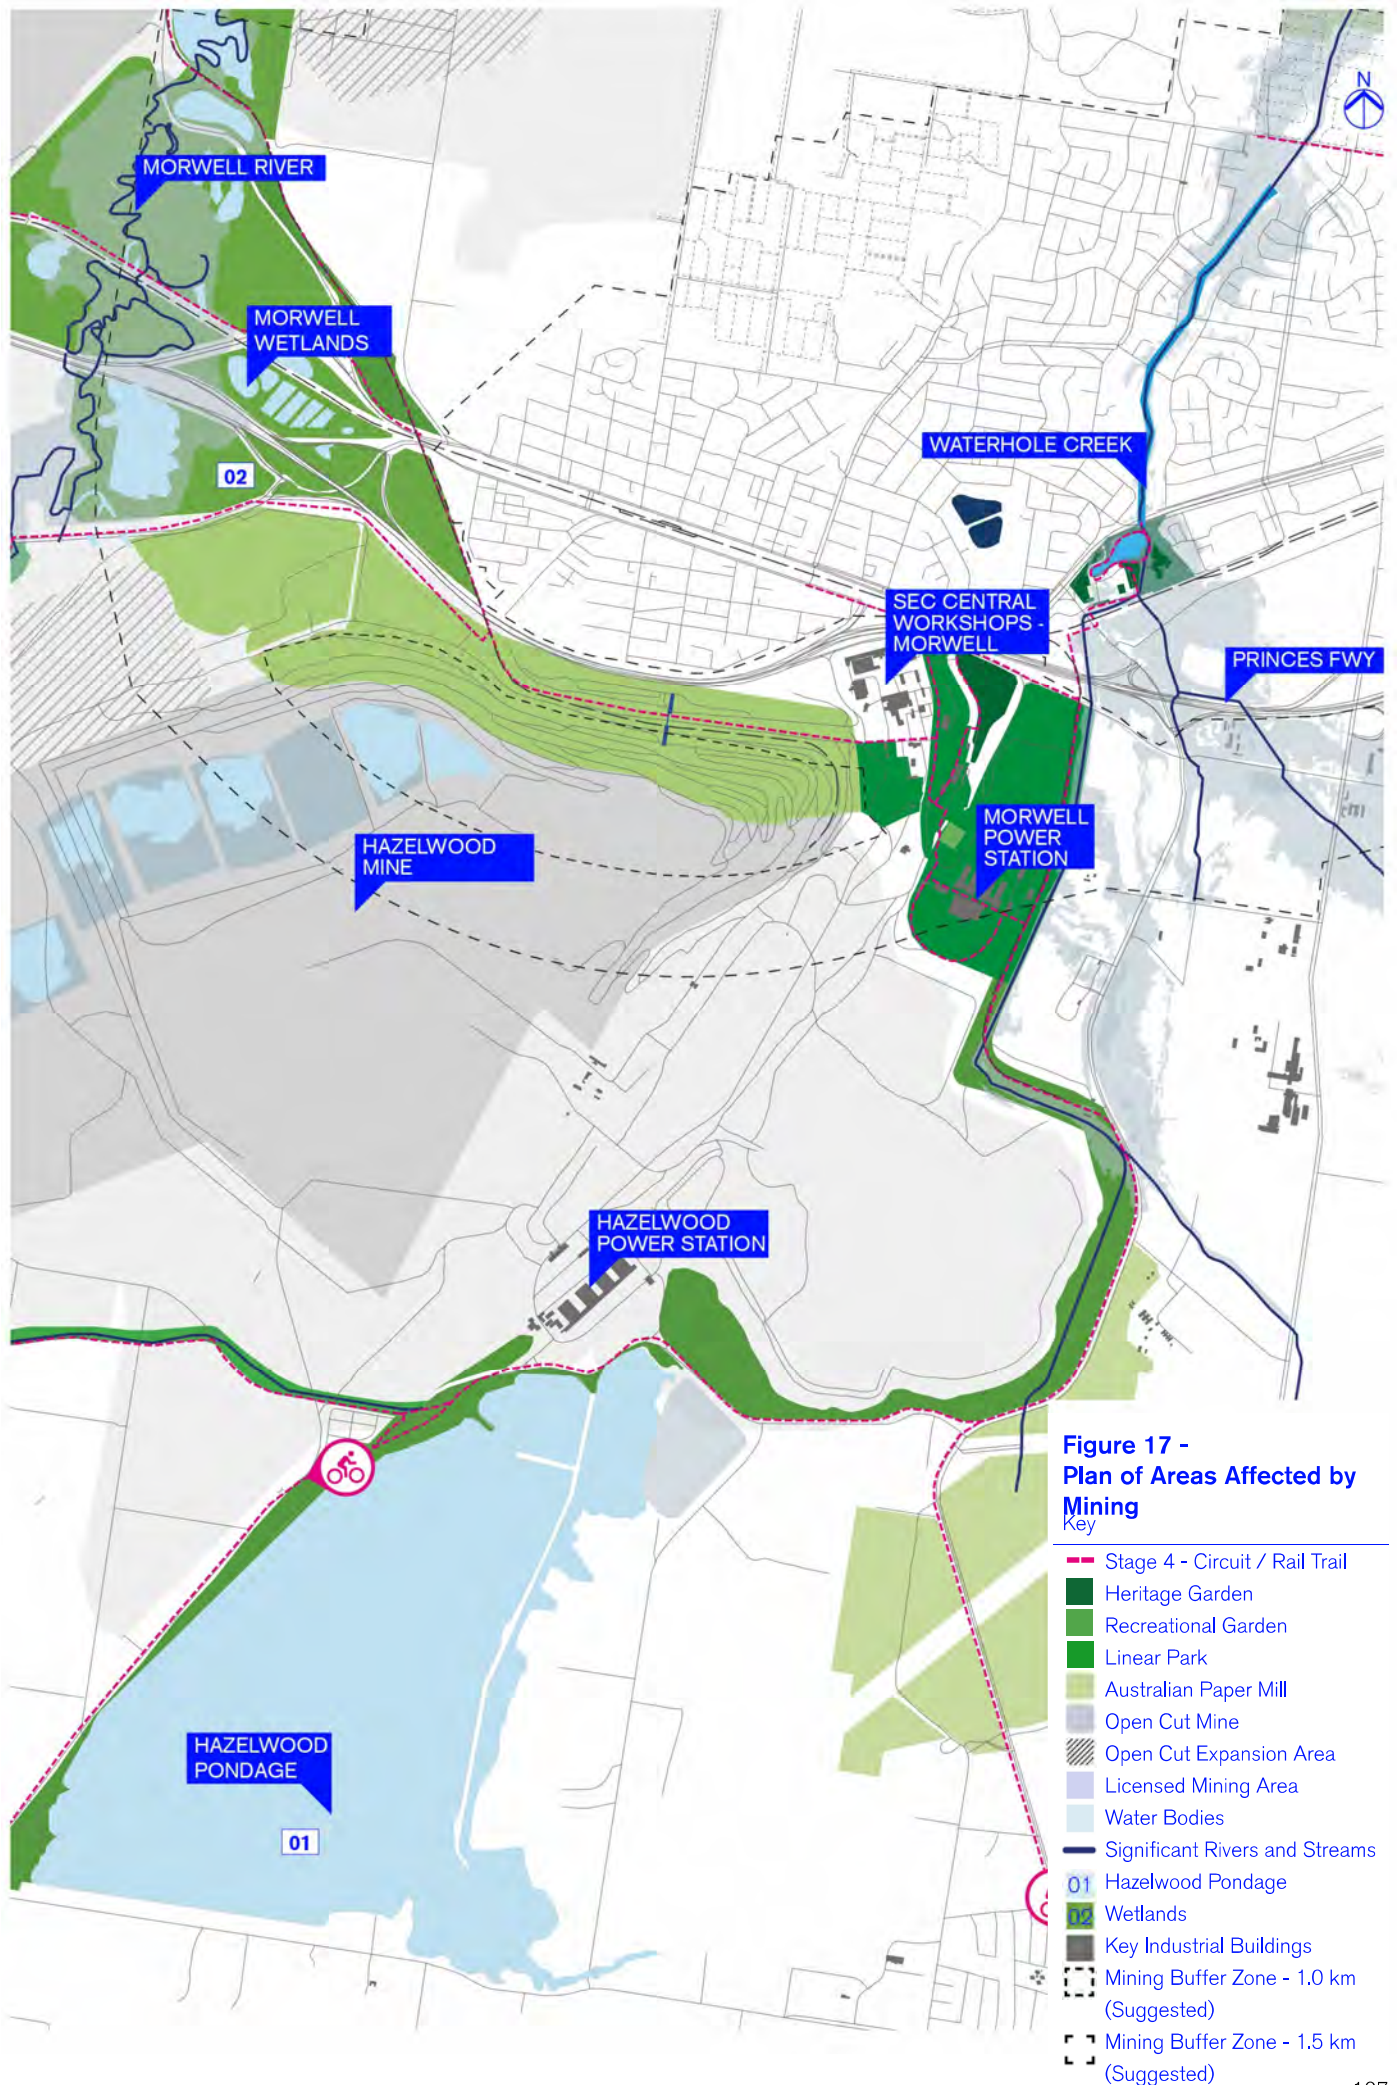 N
MORWELL RIVER
MORWELL
WETLANDS
WATERHOLE CREEK
02
SEC CENTRAL
WORKSHOPS -
MORWELL
PRINCES FWY
MORWELL
POWER
STATION
HAZELWOOD
MINE
HAZELWOOD
POWER STATION
HAZELWOOD
PONDAGE
01
Figure 17 -
Plan of Areas Affected by
Mining
Key
Stage 4 - Circuit / Rail Trail
Heritage Garden
Recreational Garden
Linear Park
Australian Paper Mill
Open Cut Mine
Open Cut Expansion Area
Licensed Mining Area
Water Bodies
Significant Rivers and Streams
01 Hazelwood Pondage
02 Wetlands
Key Industrial Buildings
Mining Buffer Zone - 1.0 km
(Suggested)
Mining Buffer Zone - 1.5 km
(Suggested)